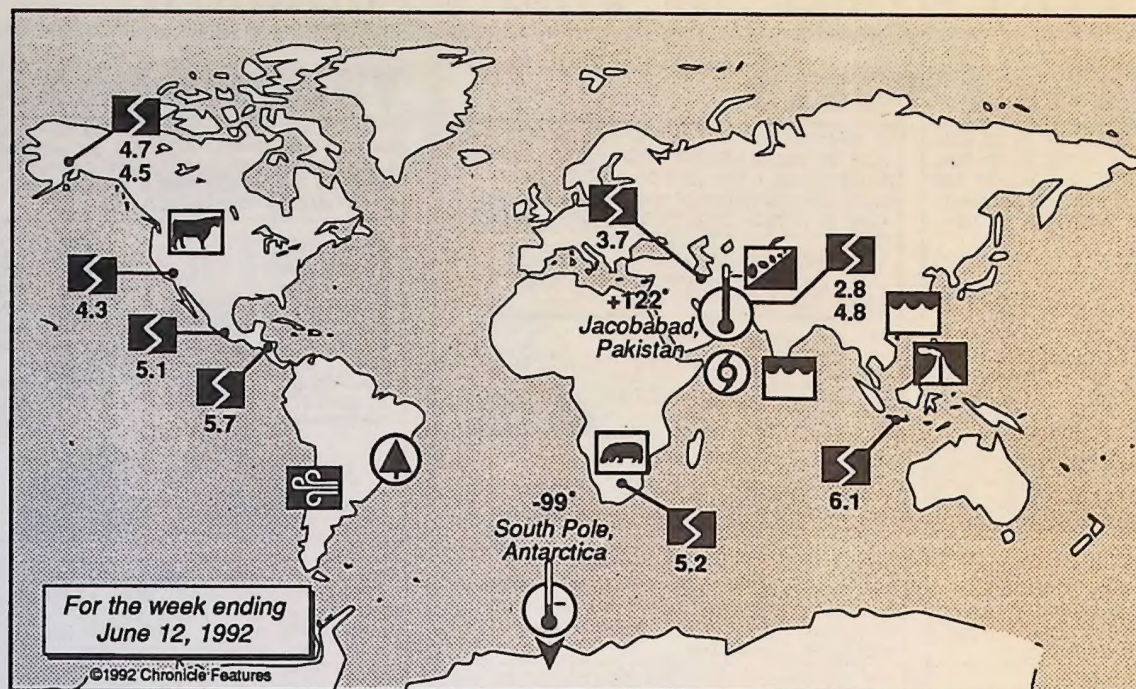 4.7
4.5
4.3
5.1
5.7
3.7
+122°
Jacobabad,
Pakistan
2.8
4.8
6.1
5.2
-99°
South Pole,
Antarctica
For the week ending
June 12, 1992
©1992 Chronicle Features